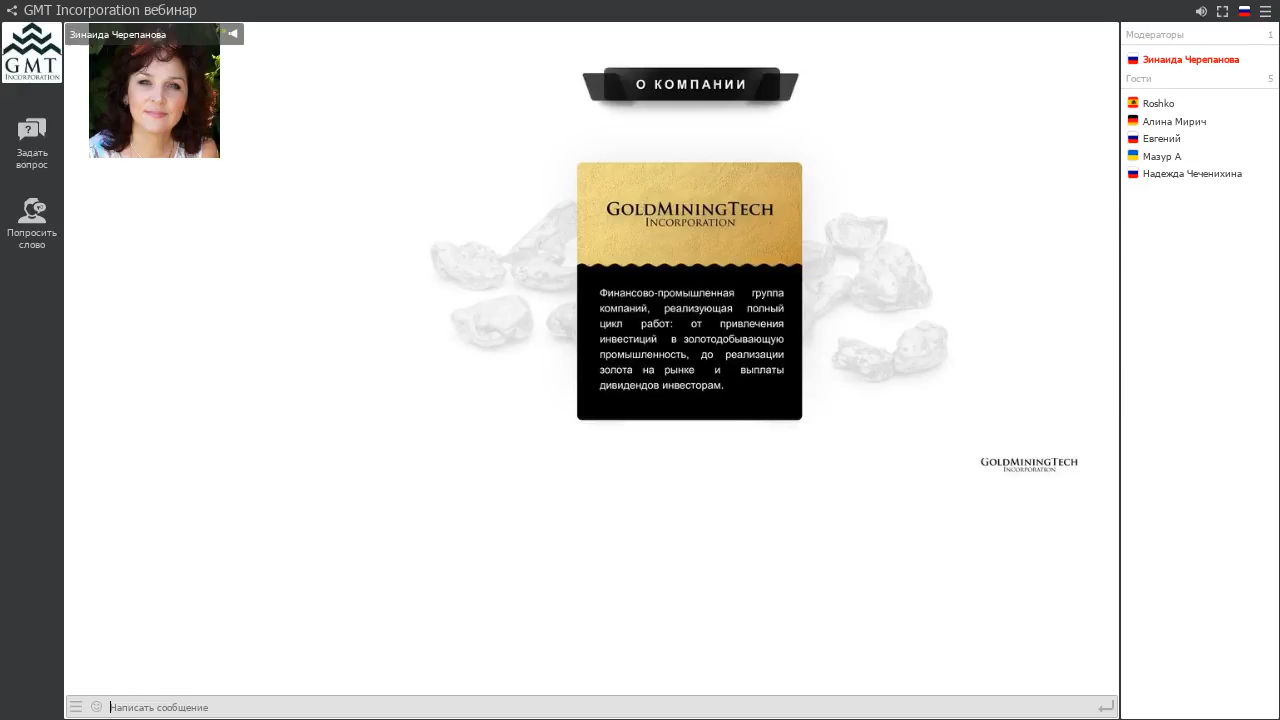 GMT Incorporation вебинар
GMT
INCORPORATION
Задать
вопрос
Попросить
слово
Зинаида Черепанова
О КОМПАНИИ
GOLDMININGTECH
INCORPORATION
Финансово-промышленная группа
компаний, реализующая полный
цикл работ: от привлечения
инвестиций в золотодобывающую
промышленность, до реализации
золота на рынке и выплаты
дивидендов инвесторам.
GOLDMININGTECH
INCORPORATION
Написать сообщение
Модераторы 1
Зинаида Черепанова
Гости 5
Roshko
Алина Мирич
Евгений
Мазур А
Надежда Чеченихина